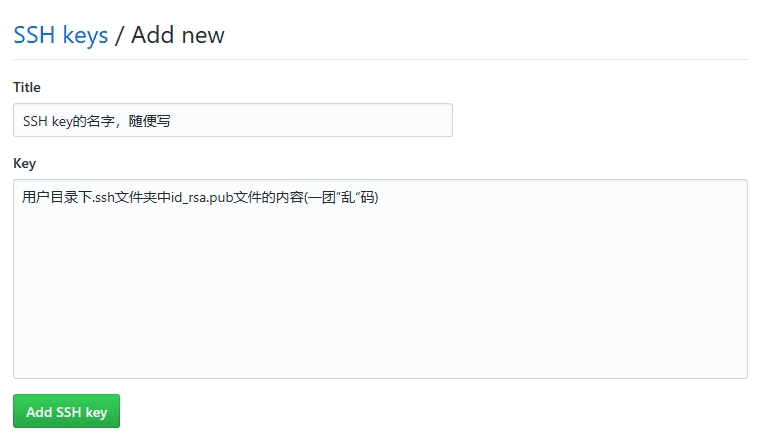 SSH keys / Add new
Title
SSH key的名字，随便写
Key
用户目录下.ssh文件夹中id_rsa.pub文件的内容(一团”乱“码)
Add SSH key